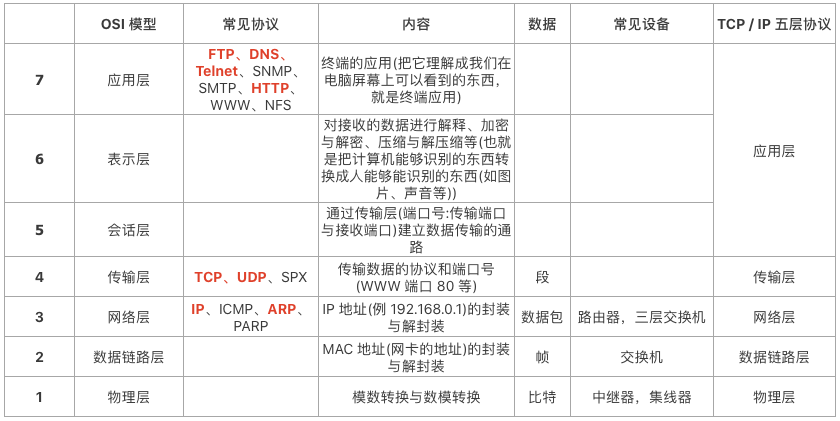 OSI 模型 常见协议 内容 数据 常见设备 TCP / IP 五层协议
7 应用层
FTP、DNS、
Telnet、SNMP、
SMTP、HTTP、
WWW、NFS
终端的应用(把它理解成我们在
电脑屏幕上可以看到的东西，
就是终端应用)
6 表示层
对接收的数据进行解释、加密
与解密、压缩与解压缩等(也就
是把计算机能够识别的东西转
换成人能够能识别的东西(如图
片、声音等))
应用层
5 会话层
通过传输层(端口号:传输端口
与接收端口)建立数据传输的通
路
4 传输层
TCP、UDP、SPX
传输数据的协议和端口号
(WWW 端口 80 等)
段
传输层
3 网络层
IP、ICMP、ARP、
PARP
IP 地址(例 192.168.0.1)的封装
与解封装
数据包
路由器，三层交换机
网络层
2 数据链路层
MAC 地址(网卡的地址)的封装
与解封装
帧
交换机
数据链路层
1 物理层
模数转换与数模转换
比特
中继器，集线器
物理层